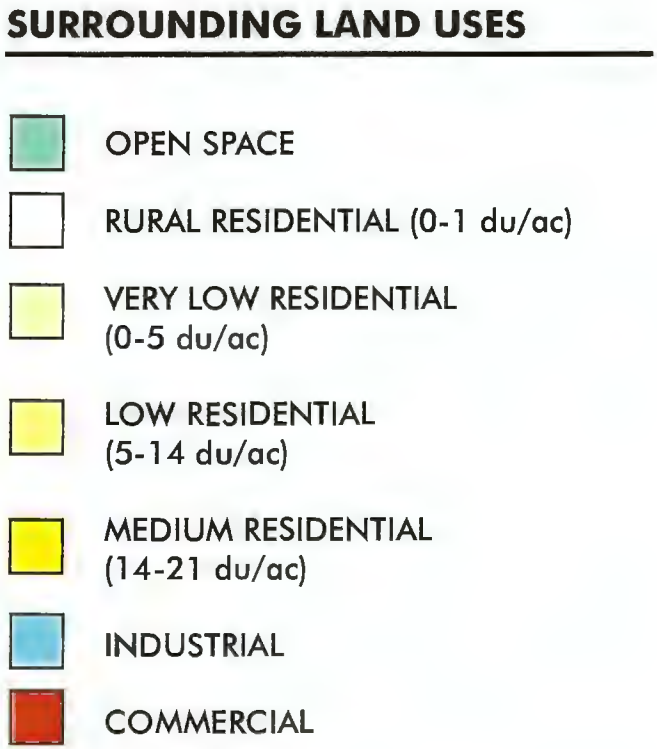 SURROUNDING LAND USES
OPEN SPACE
RURAL RESIDENTIAL (0-1 du/ac)
VERY LOW RESIDENTIAL
(0-5 du/ac)
LOW RESIDENTIAL
(5-14 du/ac)
MEDIUM RESIDENTIAL
(14-21 du/ac)
INDUSTRIAL
COMMERCIAL